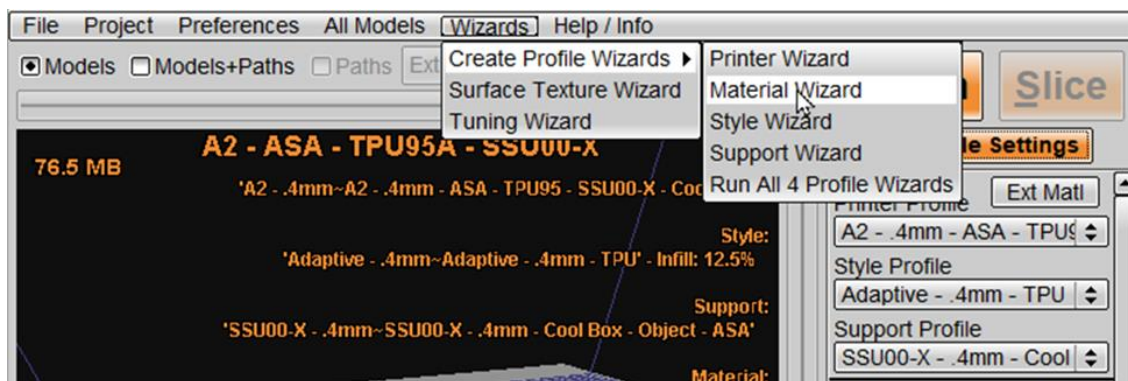 File Project Preferences All Models Wizards Help / Info
Models Models+Paths Paths Ext
Create Profile Wizards
Surface Texture Wizard
Tuning Wizard
Printer Wizard
Material Wizard
Style Wizard
Support Wizard
Run All 4 Profile Wizards
Slice
Settings
76.5 MB
A2 - ASA - TPU95A - SSU00-X
'A2 - .4mm~A2 - .4mm - ASA - TPU95 - SSU00-X - Coo
Style:
'Adaptive - .4mm~Adaptive - .4mm - TPU' - Infill: 12.5%
Support:
'SSU00-X - .4mm~SSU00-X - .4mm - Cool Box - Object - ASA'
Material:
Printer Profile Ext Matl
A2 - .4mm - ASA - TPU9
Style Profile
Adaptive - .4mm - TPU
Support Profile
SSU00-X - .4mm - Cool